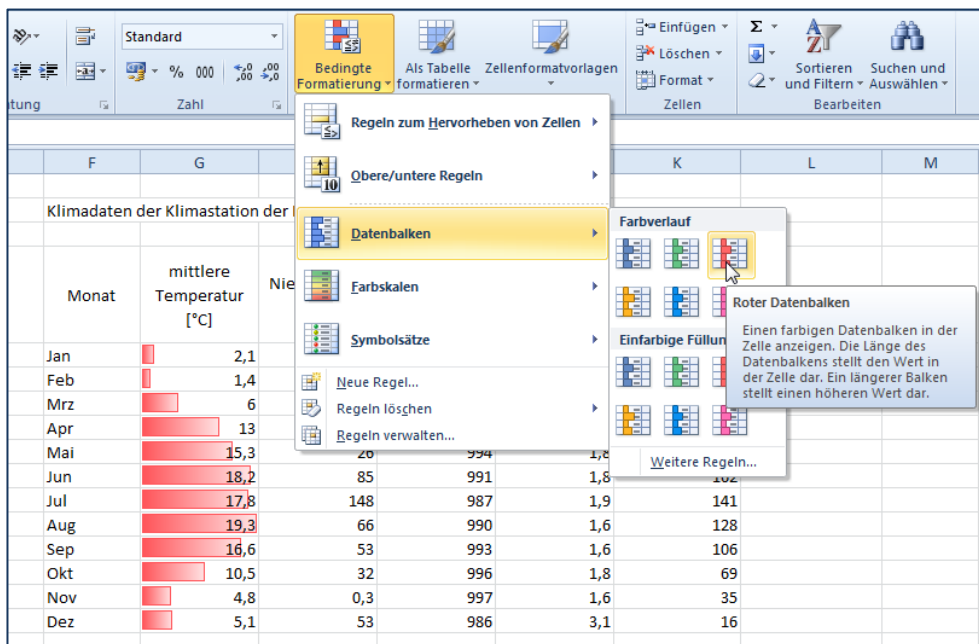 Standard
% 000
,00
,00
Bedingte Formatierung
Als Tabelle formatieren
Zellenformatvorlagen
Einfügen
Löschen
Format
Σ
Sortieren und Filtern
Suchen und Auswählen
Zahl
Zellen
Bearbeiten
Regeln zum Hervorheben von Zellen
10
Obere/untere Regeln
Datenbalken
Farbskalen
Symbolsätze
Neue Regel...
Regeln löschen
Regeln verwalten...
Farbverlauf
Roter Datenbalken
Einen farbigen Datenbalken in der
Zelle anzeigen. Die Länge des
Datenbalkens stellt den Wert in
der Zelle dar. Ein längerer Balken
stellt einen höheren Wert dar.
Weitere Regeln...
F G K L M
Klimadaten der Klimastation der
Monat
mittlere
Temperatur
[°C]
Jan 2,1
Feb 1,4
Mrz 6
Apr 13
Mai 15,3 26 994 1,8
Jun 18,2 85 991 1,8 102
Jul 17,8 148 987 1,9 141
Aug 19,3 66 990 1,6 128
Sep 16,6 53 993 1,6 106
Okt 10,5 32 996 1,8 69
Nov 4,8 0,3 997 1,6 35
Dez 5,1 53 986 3,1 16